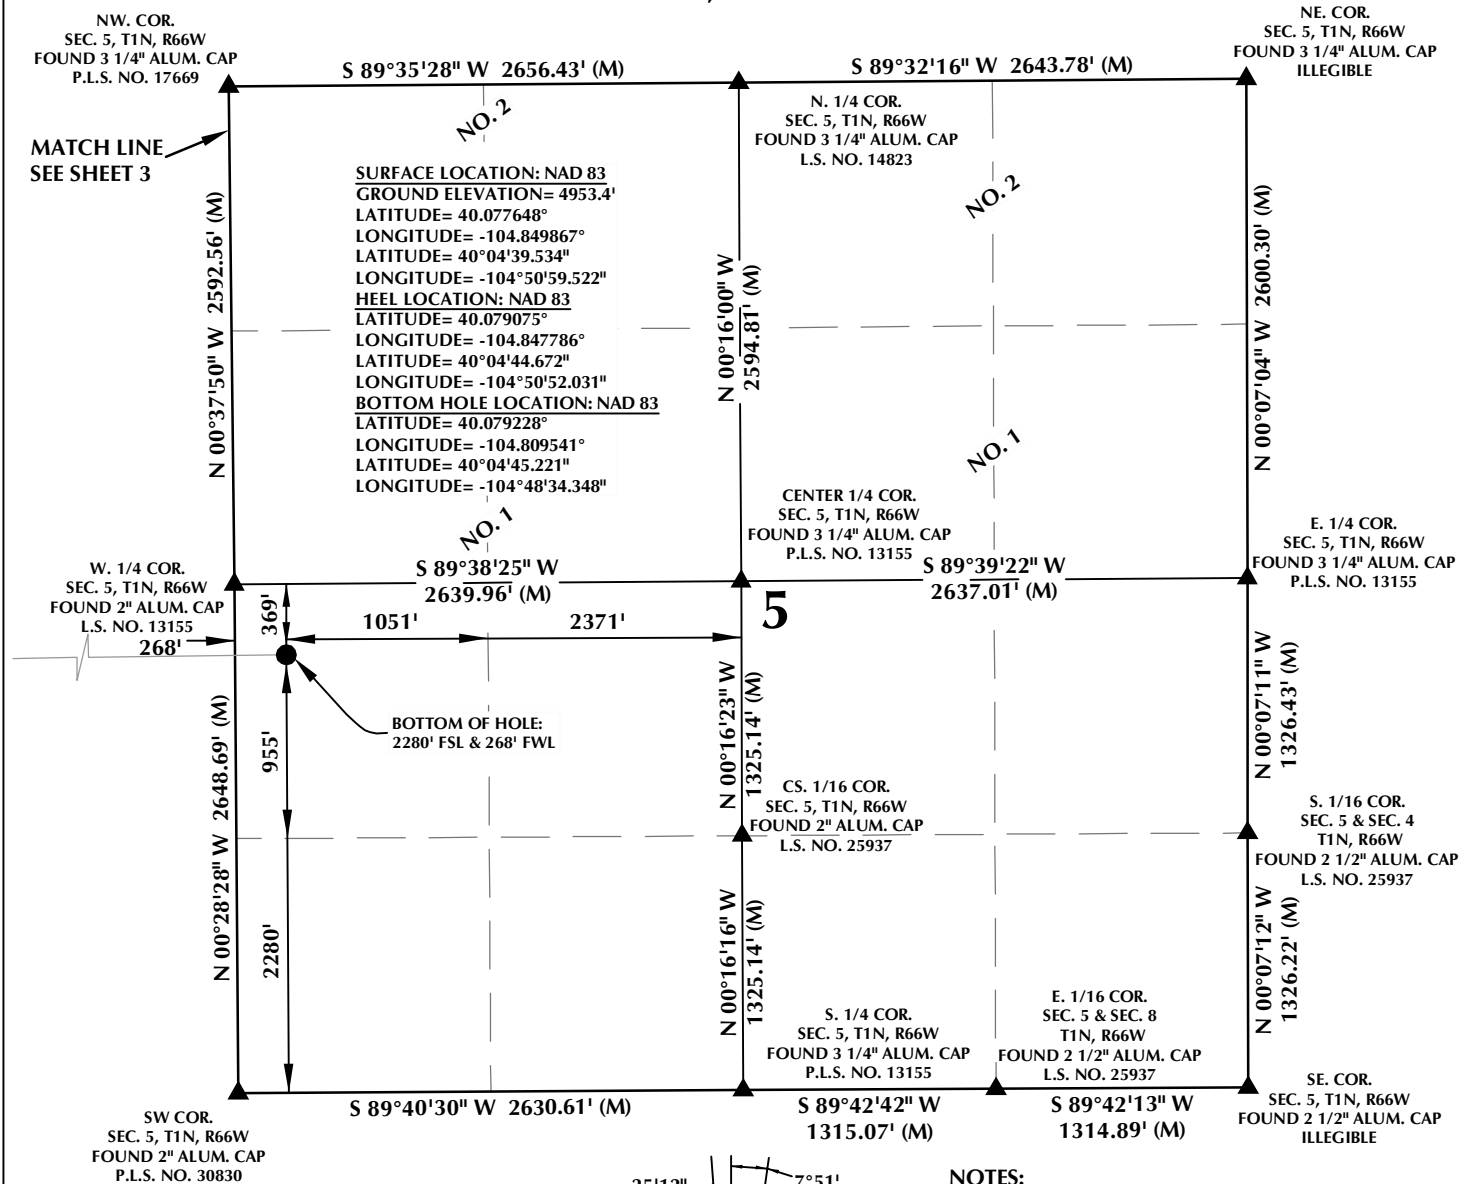 NW. COR.
SEC. 5, T1N, R66W
FOUND 3 1/4" ALUM. CAP
P.L.S. NO. 17669
S 89°35'28" W 2656.43' (M)
S 89°32'16" W 2643.78' (M)
NE. COR.
SEC. 5, T1N, R66W
FOUND 3 1/4" ALUM. CAP
ILLEGIBLE
N. 1/4 COR.
SEC. 5, T1N, R66W
FOUND 3 1/4" ALUM. CAP
L.S. NO. 14823
MATCH LINE
SEE SHEET 3
NO. 2
NO. 2
SURFACE LOCATION: NAD 83
GROUND ELEVATION= 4953.4'
LATITUDE= 40.077648°
LONGITUDE= -104.849867°
LATITUDE= 40°04'39.534"
LONGITUDE= -104°50'59.522"
HEEL LOCATION: NAD 83
LATITUDE= 40.079075°
LONGITUDE= -104.847786°
LATITUDE= 40°04'44.672"
LONGITUDE= -104°50'52.031"
BOTTOM HOLE LOCATION: NAD 83
LATITUDE= 40.079228°
LONGITUDE= -104.809541°
LATITUDE= 40°04'45.221"
LONGITUDE= -104°48'34.348"
N 00°37'50" W 2592.56' (M)
N 00°16'00" W
2594.81' (M)
N 00°07'04" W 2600.30' (M)
NO. 1
NO. 1
CENTER 1/4 COR.
SEC. 5, T1N, R66W
FOUND 3 1/4" ALUM. CAP
P.L.S. NO. 13155
E. 1/4 COR.
SEC. 5, T1N, R66W
FOUND 3 1/4" ALUM. CAP
P.L.S. NO. 13155
W. 1/4 COR.
SEC. 5, T1N, R66W
FOUND 2" ALUM. CAP
L.S. NO. 13155
S 89°38'25" W
2639.96' (M)
S 89°39'22" W
2637.01' (M)
5
369'
1051'
2371'
268'
BOTTOM OF HOLE:
2280' FSL & 268' FWL
955'
2280'
N 00°28'28" W 2648.69' (M)
N 00°16'23" W
1325.14' (M)
N 00°07'11" W
1326.43' (M)
CS. 1/16 COR.
SEC. 5, T1N, R66W
FOUND 2" ALUM. CAP
L.S. NO. 25937
S. 1/16 COR.
SEC. 5 & SEC. 4
T1N, R66W
FOUND 2 1/2" ALUM. CAP
L.S. NO. 25937
N 00°16'16" W
1325.14' (M)
N 00°07'12" W
1326.22' (M)
S. 1/4 COR.
SEC. 5, T1N, R66W
FOUND 3 1/4" ALUM. CAP
P.L.S. NO. 13155
E. 1/16 COR.
SEC. 5 & SEC. 8
T1N, R66W
FOUND 2 1/2" ALUM. CAP
L.S. NO. 25937
SE. COR.
SEC. 5, T1N, R66W
FOUND 2 1/2" ALUM. CAP
ILLEGIBLE
SW COR.
SEC. 5, T1N, R66W
FOUND 2" ALUM. CAP
P.L.S. NO. 30830
S 89°40'30" W 2630.61' (M)
S 89°42'42" W
1315.07' (M)
S 89°42'13" W
1314.89' (M)
7°51'
NOTES: